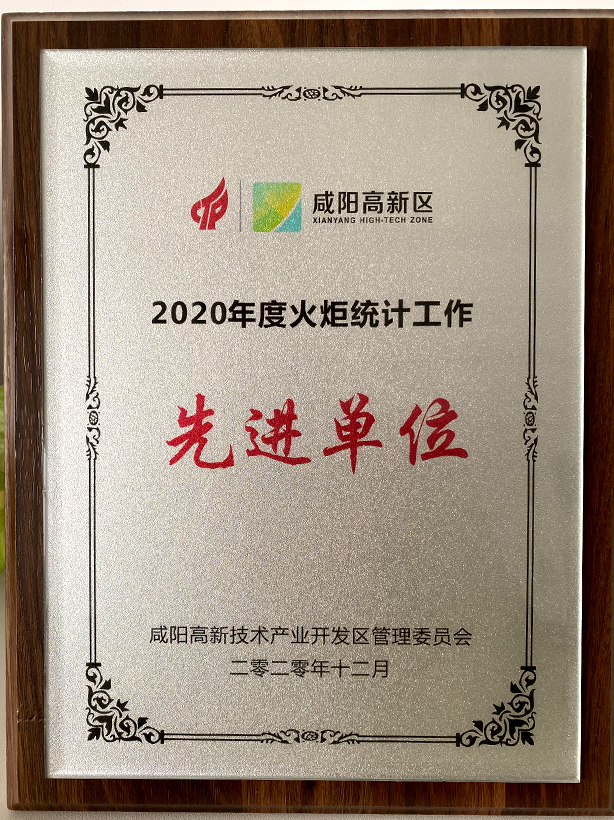 咸阳高新区
XIANYANG HIGH-TECH ZONE
2020年度火炬统计工作
先进单位
咸阳高新技术产业开发区管理委员会
二零二零年十二月